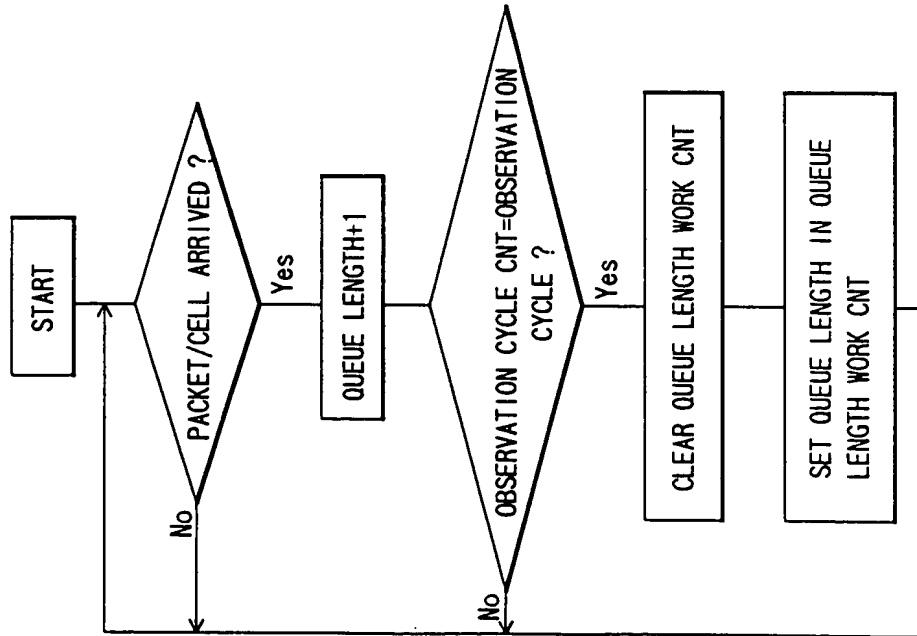 START
PACKET/CELL ARRIVED ?
No
Yes
QUEUE LENGTH+1
OBSERVATION CYCLE CNT=OBSERVATION
CYCLE ?
No
Yes
CLEAR QUEUE LENGTH WORK CNT
SET QUEUE LENGTH IN QUEUE
LENGTH WORK CNT